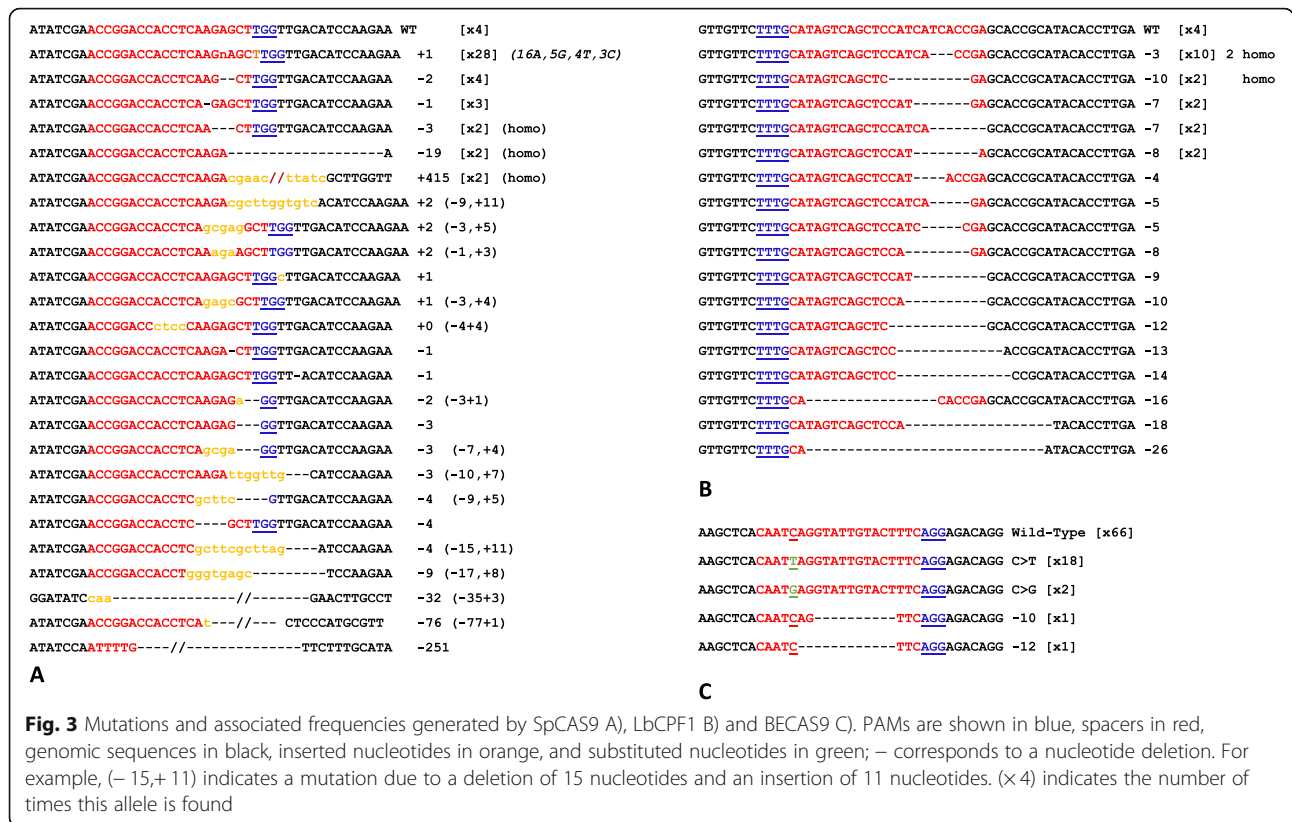 ATATCGAACCGGACCACCTCAAGAGCTTGGTTGACATCCAAGAA WT [x4]
ATATCGAACCGGACCACCTCAAGnAGCTTGGTTGACATCCAAGAA +1 [x28] (16A,5G,4T,3C)
ATATCGAACCGGACCACCTCAAG--CTTGGTTGACATCCAAGAA -2 [x4]
ATATCGAACCGGACCACCTCA-GAGCTTGGTTGACATCCAAGAA -1 [x3]
ATATCGAACCGGACCACCTCAA---CTTGGTTGACATCCAAGAA -3 [x2] (homo)
ATATCGAACCGGACCACCTCAAGA-------------------A -19 [x2] (homo)
ATATCGAACCGGACCACCTCAAGAcgaac//ttatcGCTTGGTT +415 [x2] (homo)
ATATCGAACCGGACCACCTCAAGAcgcttggtgtcACATCCAAGAA +2 (-9,+11)
ATATCGAACCGGACCACCTCAgcgagGCTTGGTTGACATCCAAGAA +2 (-3,+5)
ATATCGAACCGGACCACCTCAAagaAGCTTGGTTGACATCCAAGAA +2 (-1,+3)
ATATCGAACCGGACCACCTCAAGAGCTTGGcTTGACATCCAAGAA +1
ATATCGAACCGGACCACCTCAgagcGCTTGGTTGACATCCAAGAA +1 (-3,+4)
ATATCGAACCGGACCctccCAAGAGCTTGGTTGACATCCAAGAA +0 (-4+4)
ATATCGAACCGGACCACCTCAAGA-CTTGGTTGACATCCAAGAA -1
ATATCGAACCGGACCACCTCAAGAGCTTGGTT-ACATCCAAGAA -1
ATATCGAACCGGACCACCTCAAGAGa--GGTTGACATCCAAGAA -2 (-3+1)
ATATCGAACCGGACCACCTCAAGAG---GGTTGACATCCAAGAA -3
ATATCGAACCGGACCACCTCAgcga---GGTTGACATCCAAGAA -3 (-7,+4)
ATATCGAACCGGACCACCTCAAGAttggttg---CATCCAAGAA -3 (-10,+7)
ATATCGAACCGGACCACCTCgcttc----GTTGACATCCAAGAA -4 (-9,+5)
ATATCGAACCGGACCACCTC----GCTTGGTTGACATCCAAGAA -4
ATATCGAACCGGACCACCTCgcttcgcttag----ATCCAAGAA -4 (-15,+11)
ATATCGAACCGGACCACCTgggtgagc---------TCCAAGAA -9 (-17,+8)
GGATATCcaa---------------//-------GAACTTGCCT -32 (-35+3)
ATATCGAACCGGACCACCTCAt---//--- CTCCCATGCGTT -76 (-77+1)
ATATCCAATTTTG----//--------------TTCTTTGCATA -251
A
GTTGTTCTTTGCATAGTCAGCTCCATCATCACCGAGCACCGCATACACCTTGA WT [x4]
GTTGTTCTTTGCATAGTCAGCTCCATCA---CCGAGCACCGCATACACCTTGA -3 [x10] 2 homo
GTTGTTCTTTGCATAGTCAGCTC----------GAGCACCGCATACACCTTGA -10 [x2] homo
GTTGTTCTTTGCATAGTCAGCTCCAT-------GAGCACCGCATACACCTTGA -7 [x2]
GTTGTTCTTTGCATAGTCAGCTCCATCA-------GCACCGCATACACCTTGA -7 [x2]
GTTGTTCTTTGCATAGTCAGCTCCAT--------AGCACCGCATACACCTTGA -8 [x2]
GTTGTTCTTTGCATAGTCAGCTCCAT----ACCGAGCACCGCATACACCTTGA -4
GTTGTTCTTTGCATAGTCAGCTCCATCA-----GAGCACCGCATACACCTTGA -5
GTTGTTCTTTGCATAGTCAGCTCCATC-----CGAGCACCGCATACACCTTGA -5
GTTGTTCTTTGCATAGTCAGCTCCA--------GAGCACCGCATACACCTTGA -8
GTTGTTCTTTGCATAGTCAGCTCCAT---------GCACCGCATACACCTTGA -9
GTTGTTCTTTGCATAGTCAGCTCCA----------GCACCGCATACACCTTGA -10
GTTGTTCTTTGCATAGTCAGCTC------------GCACCGCATACACCTTGA -12
GTTGTTCTTTGCATAGTCAGCTCC-------------ACCGCATACACCTTGA -13
GTTGTTCTTTGCATAGTCAGCTCC--------------CCGCATACACCTTGA -14
GTTGTTCTTTGCA----------------CACCGAGCACCGCATACACCTTGA -16
GTTGTTCTTTGCATAGTCAGCTCCA------------------TACACCTTGA -18
GTTGTTCTTTGCA-----------------------------ATACACCTTGA -26
B
AAGCTCACAATCAGGTATTGTACTTTCAGGAGACAGG Wild-Type [x66]
AAGCTCACAATTAGGTATTGTACTTTCAGGAGACAGG C>T [x18]
AAGCTCACAATGAGGTATTGTACTTTCAGGAGACAGG C>G [x2]
AAGCTCACAATCAG----------TTCAGGAGACAGG -10 [x1]
AAGCTCACAATC------------TTCAGGAGACAGG -12 [x1]
C
Fig. 3 Mutations and associated frequencies generated by SpCAS9 A), LbCPF1 B) and BECAS9 C). PAMs are shown in blue, spacers in red,
genomic sequences in black, inserted nucleotides in orange, and substituted nucleotides in green; − corresponds to a nucleotide deletion. For
example, (− 15,+ 11) indicates a mutation due to a deletion of 15 nucleotides and an insertion of 11 nucleotides. (× 4) indicates the number of
times this allele is found